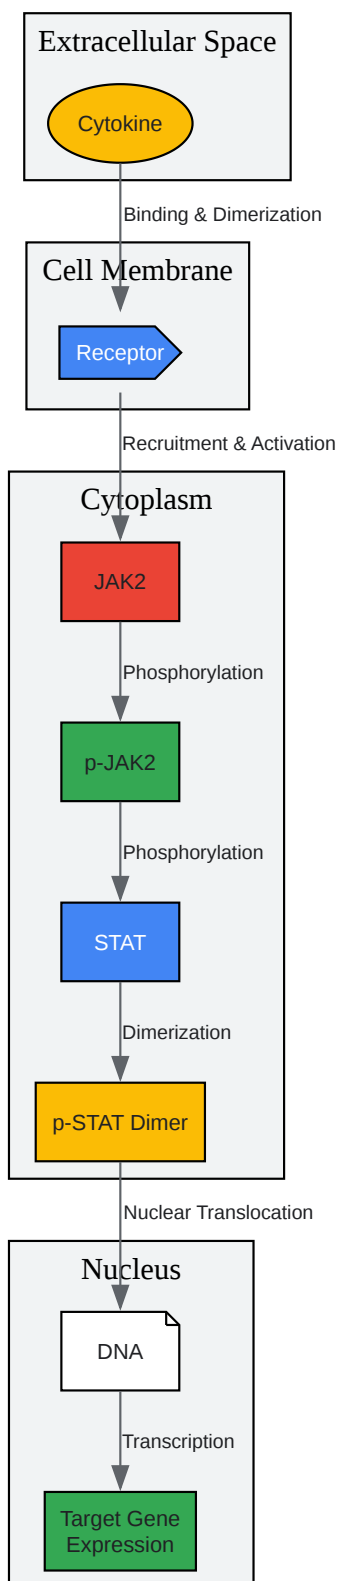 Extracellular Space
Cytokine
Binding & Dimerization
Cell Membrane
Receptor
Recruitment & Activation
Cytoplasm
JAK2
Phosphorylation
p-JAK2
Phosphorylation
STAT
Dimerization
p-STAT Dimer
Nuclear Translocation
Nucleus
DNA
Transcription
Target Gene
Expression